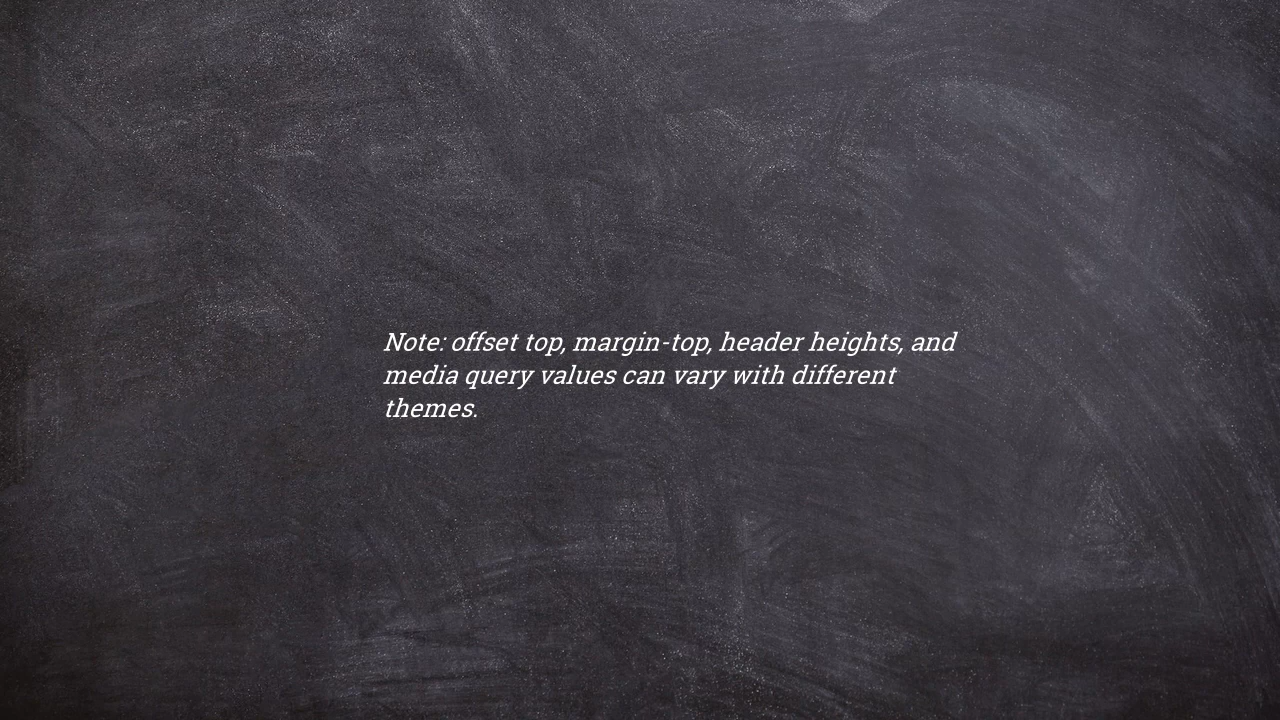 Note: offset top, margin-top, header heights, and
media query values can vary with different
themes.